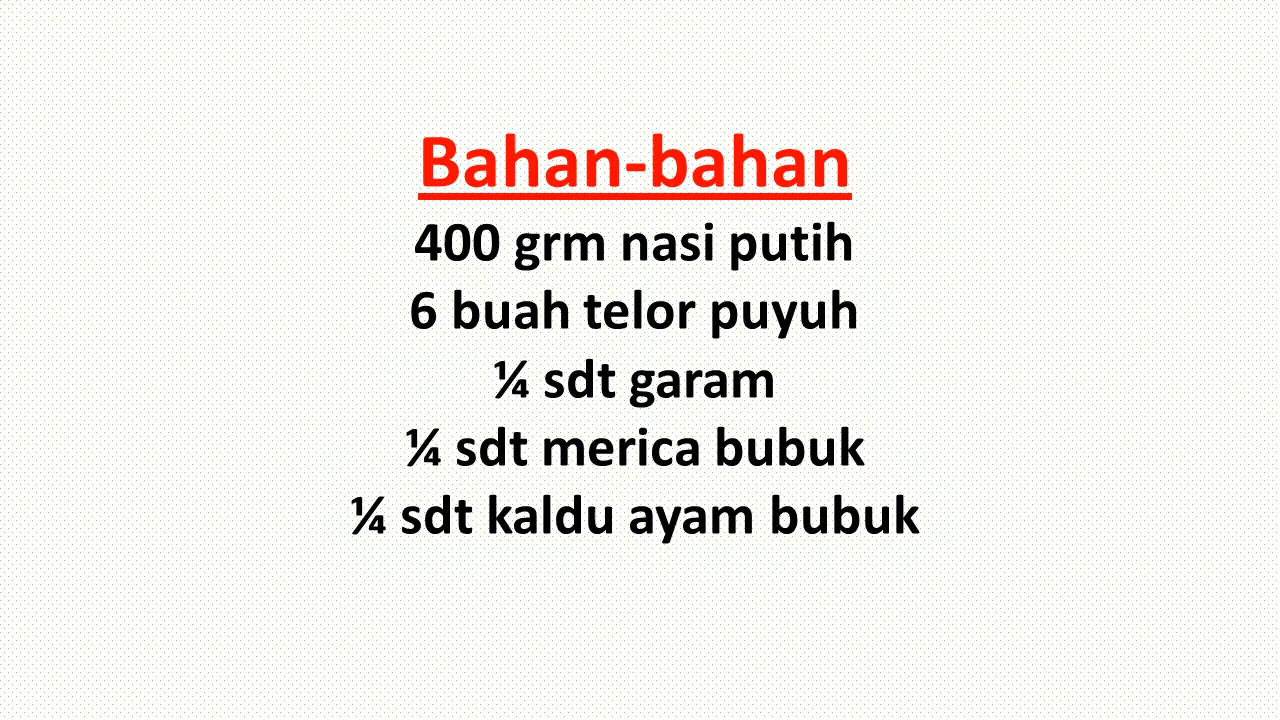 Bahan-bahan
400 grm nasi putih
6 buah telor puyuh
¼ sdt garam
¼ sdt merica bubuk
¼ sdt kaldu ayam bubuk